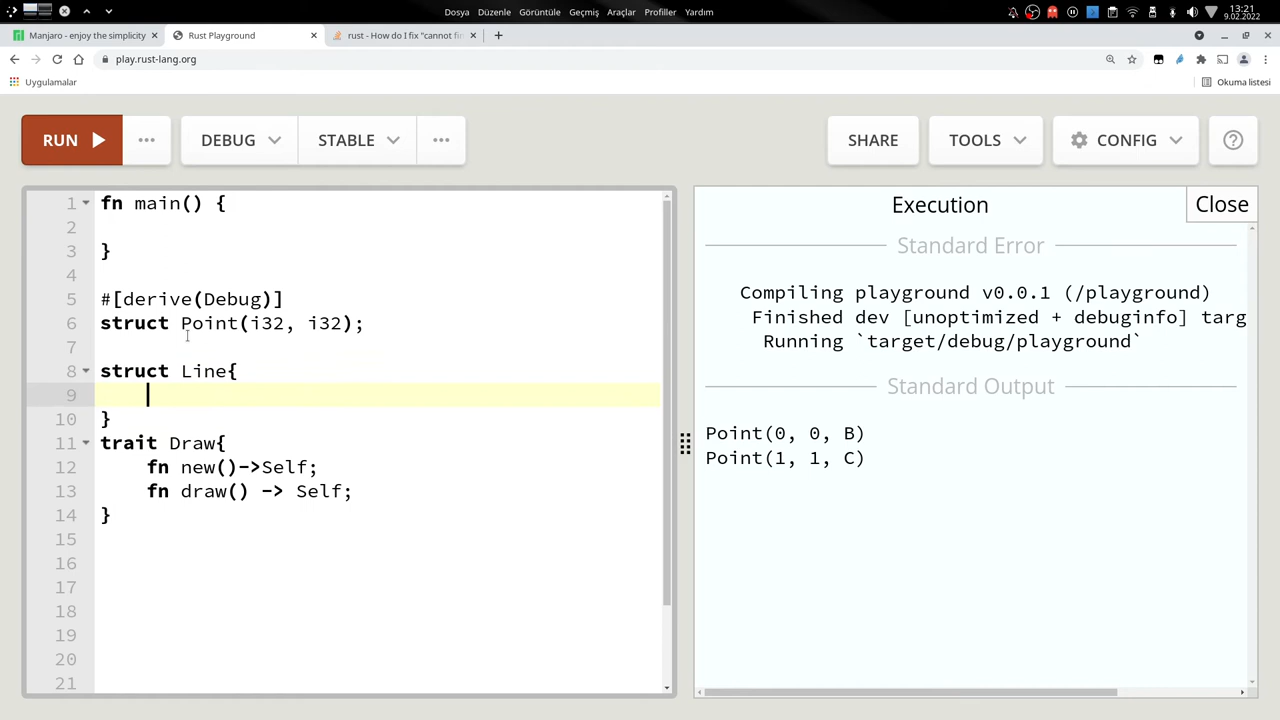 Dosya Düzenle Görüntüle Geçmiş Araçlar Profiller Yardım
13:21
9.02.2022
Manjaro - enjoy the simplicity
Rust Playground
rust - How do I fix "cannot fi
play.rust-lang.org
Uygulamalar
Okuma listesi
RUN
DEBUG
STABLE
SHARE
TOOLS
CONFIG
1 fn main() {
2
3 }
4
5 #[derive(Debug)]
6 struct Point(i32, i32);
7
8 struct Line{
9
10 }
11 trait Draw{
12 fn new()->Self;
13 fn draw() -> Self;
14 }
15
16
17
18
19
20
21
Execution
Close
Standard Error
Compiling playground v0.0.1 (/playground)
Finished dev [unoptimized + debuginfo] targ
Running `target/debug/playground`
Standard Output
Point(0, 0, B)
Point(1, 1, C)